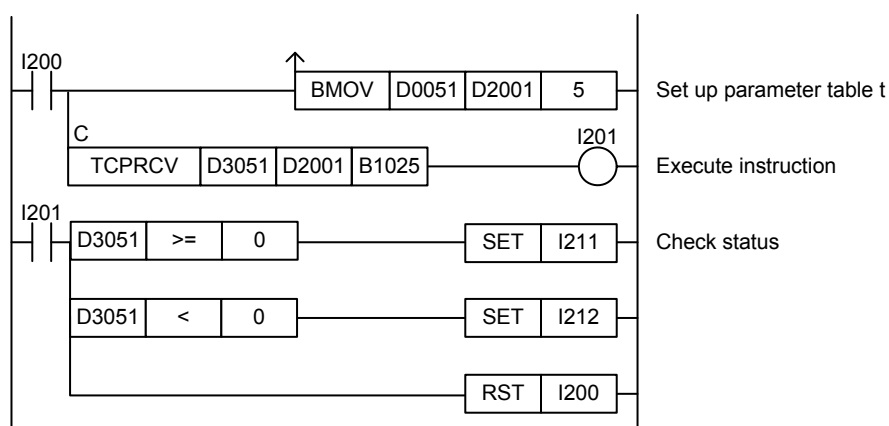 I200
BMOV D0051 D2001 5 Set up parameter table t
C
I201
TCPRCV D3051 D2001 B1025 Execute instruction
I201
D3051 >= 0 SET I211 Check status
D3051 < 0 SET I212
RST I200